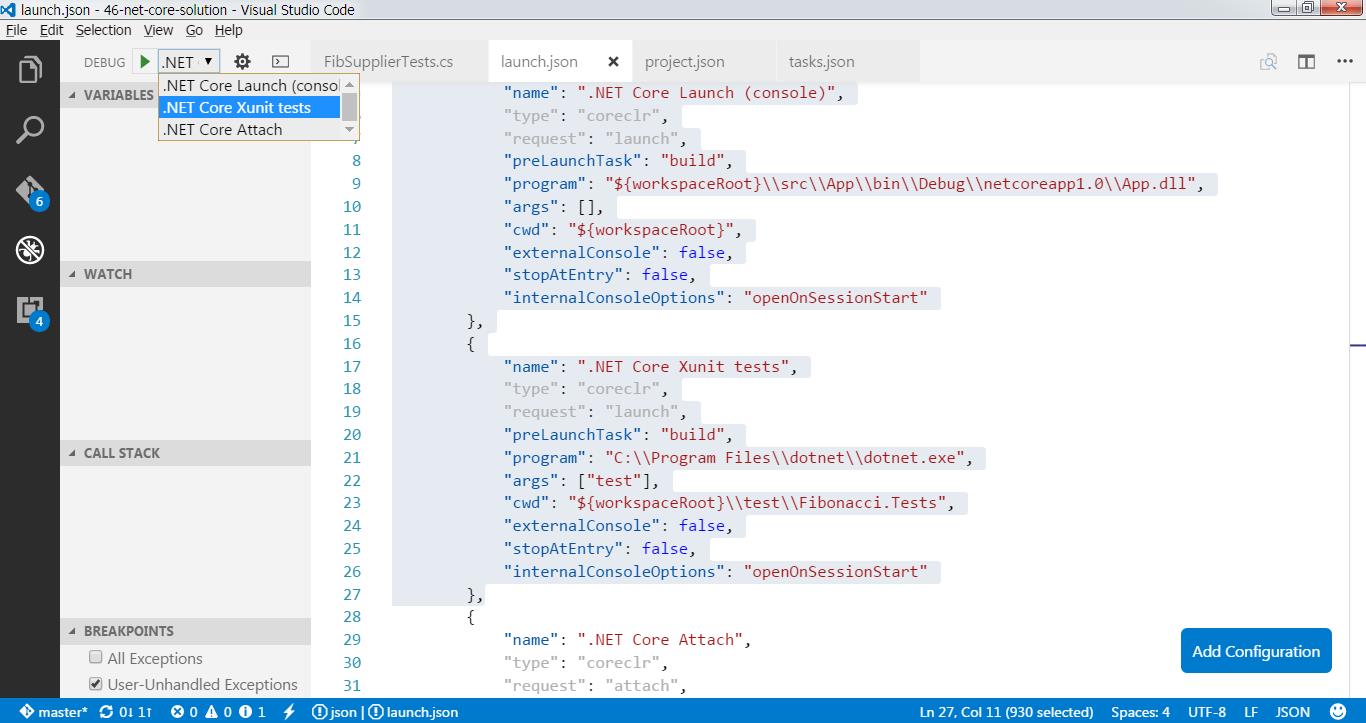 launch.json - 46-net-core-solution - Visual Studio Code
File Edit Selection View Go Help
DEBUG .NET FibSupplierTests.cs launch.json project.json tasks.json
.NET Core Launch (conso
.NET Core Xunit tests
.NET Core Attach
VARIABLES
WATCH
CALL STACK
BREAKPOINTS
All Exceptions
User-Unhandled Exceptions
6
4
"name": ".NET Core Launch (console)",
"type": "coreclr",
"request": "launch",
8 "preLaunchTask": "build",
9 "program": "${workspaceRoot}\\src\\App\\bin\\Debug\\netcoreapp1.0\\App.dll",
10 "args": [],
11 "cwd": "${workspaceRoot}",
12 "externalConsole": false,
13 "stopAtEntry": false,
14 "internalConsoleOptions": "openOnSessionStart"
15 },
16 {
17 "name": ".NET Core Xunit tests",
18 "type": "coreclr",
19 "request": "launch",
20 "preLaunchTask": "build",
21 "program": "C:\\Program Files\\dotnet\\dotnet.exe",
22 "args": ["test"],
23 "cwd": "${workspaceRoot}\\test\\Fibonacci.Tests",
24 "externalConsole": false,
25 "stopAtEntry": false,
26 "internalConsoleOptions": "openOnSessionStart"
27 },
28 {
29 "name": ".NET Core Attach",
30 "type": "coreclr",
31 "request": "attach",
Add Configuration
master* 0↓ 1↑ 0 0 1 json | launch.json Ln 27, Col 11 (930 selected) Spaces: 4 UTF-8 LF JSON